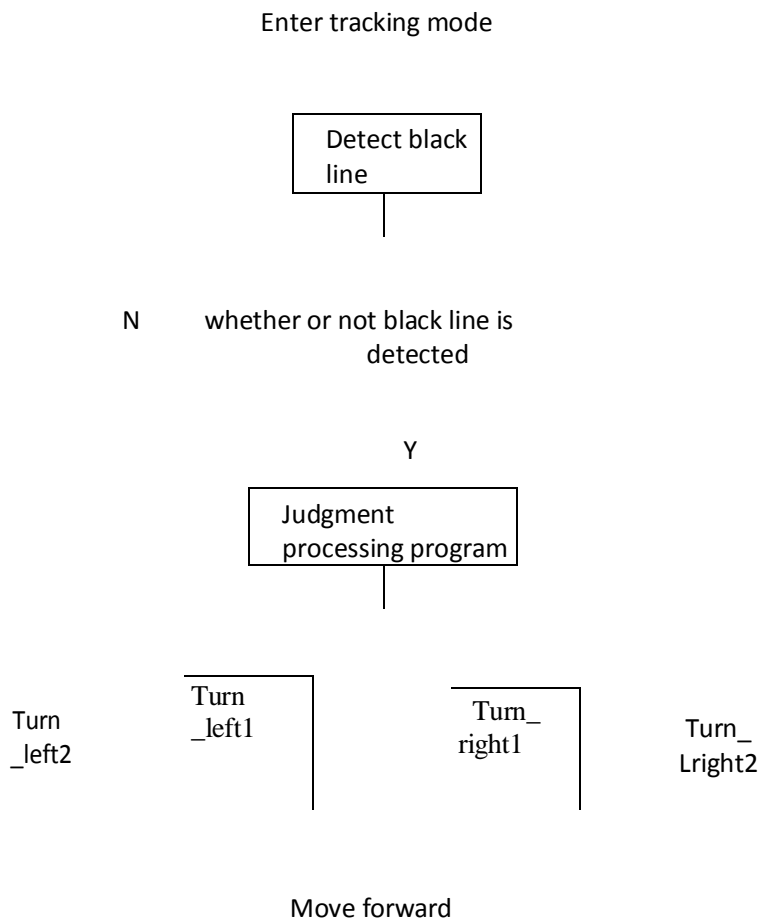 Enter tracking mode
Detect black
line
N whether or not black line is
detected
Y
Judgment
processing program
Turn
_left2
Turn
_left1
Turn_
right1
Turn_
Lright2
Move forward